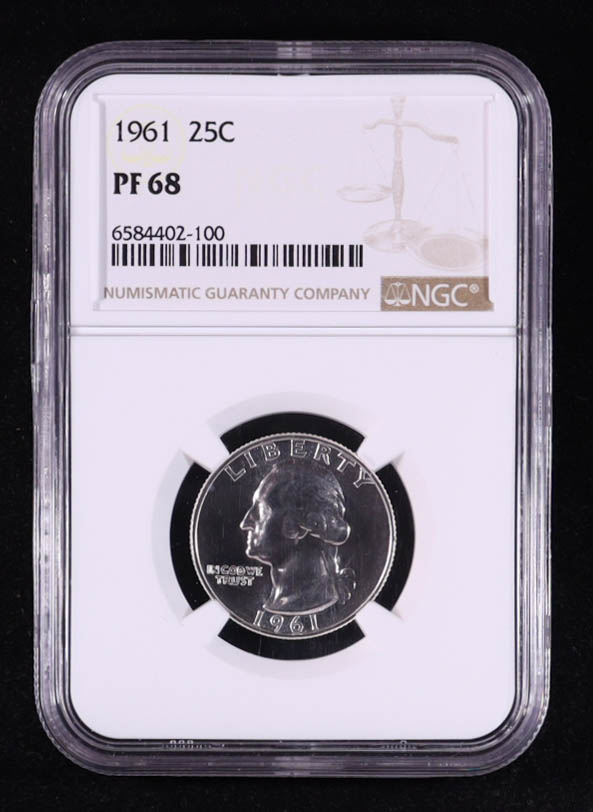 1961 25C
PF 68
6584402-100
NUMISMATIC GUARANTY COMPANY NGC®
LIBERTY
IN GOD WE
TRUST
1961